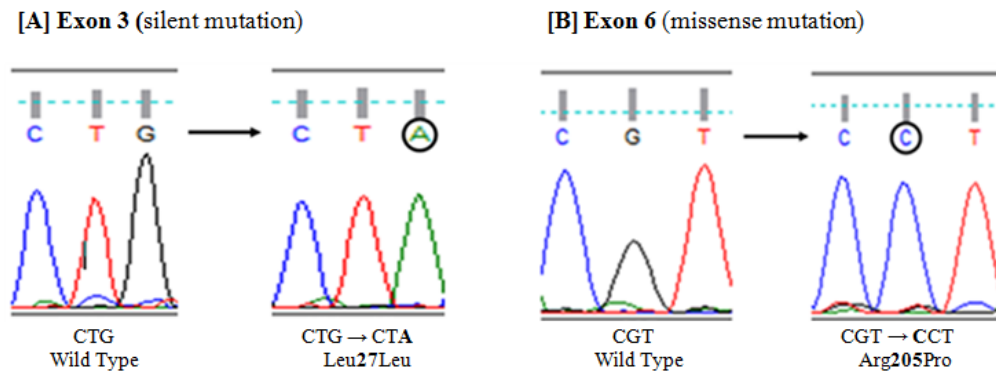 [A] Exon 3 (silent mutation)
C T G
C T A
CTG
Wild Type
CTG → CTA
Leu27Leu
[B] Exon 6 (missense mutation)
C G T
C C T
CGT
Wild Type
CGT → CCT
Arg205Pro